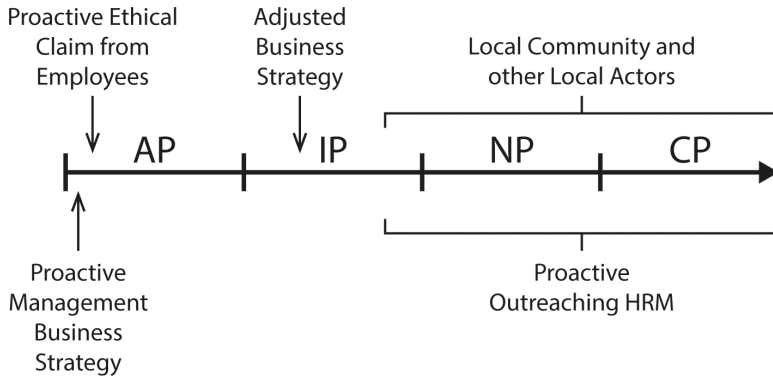 Proactive Ethical
Claim from
Employees
Adjusted
Business
Strategy
Local Community and
other Local Actors
AP
IP
NP
CP
Proactive
Management
Business
Strategy
Proactive
Outreaching HRM